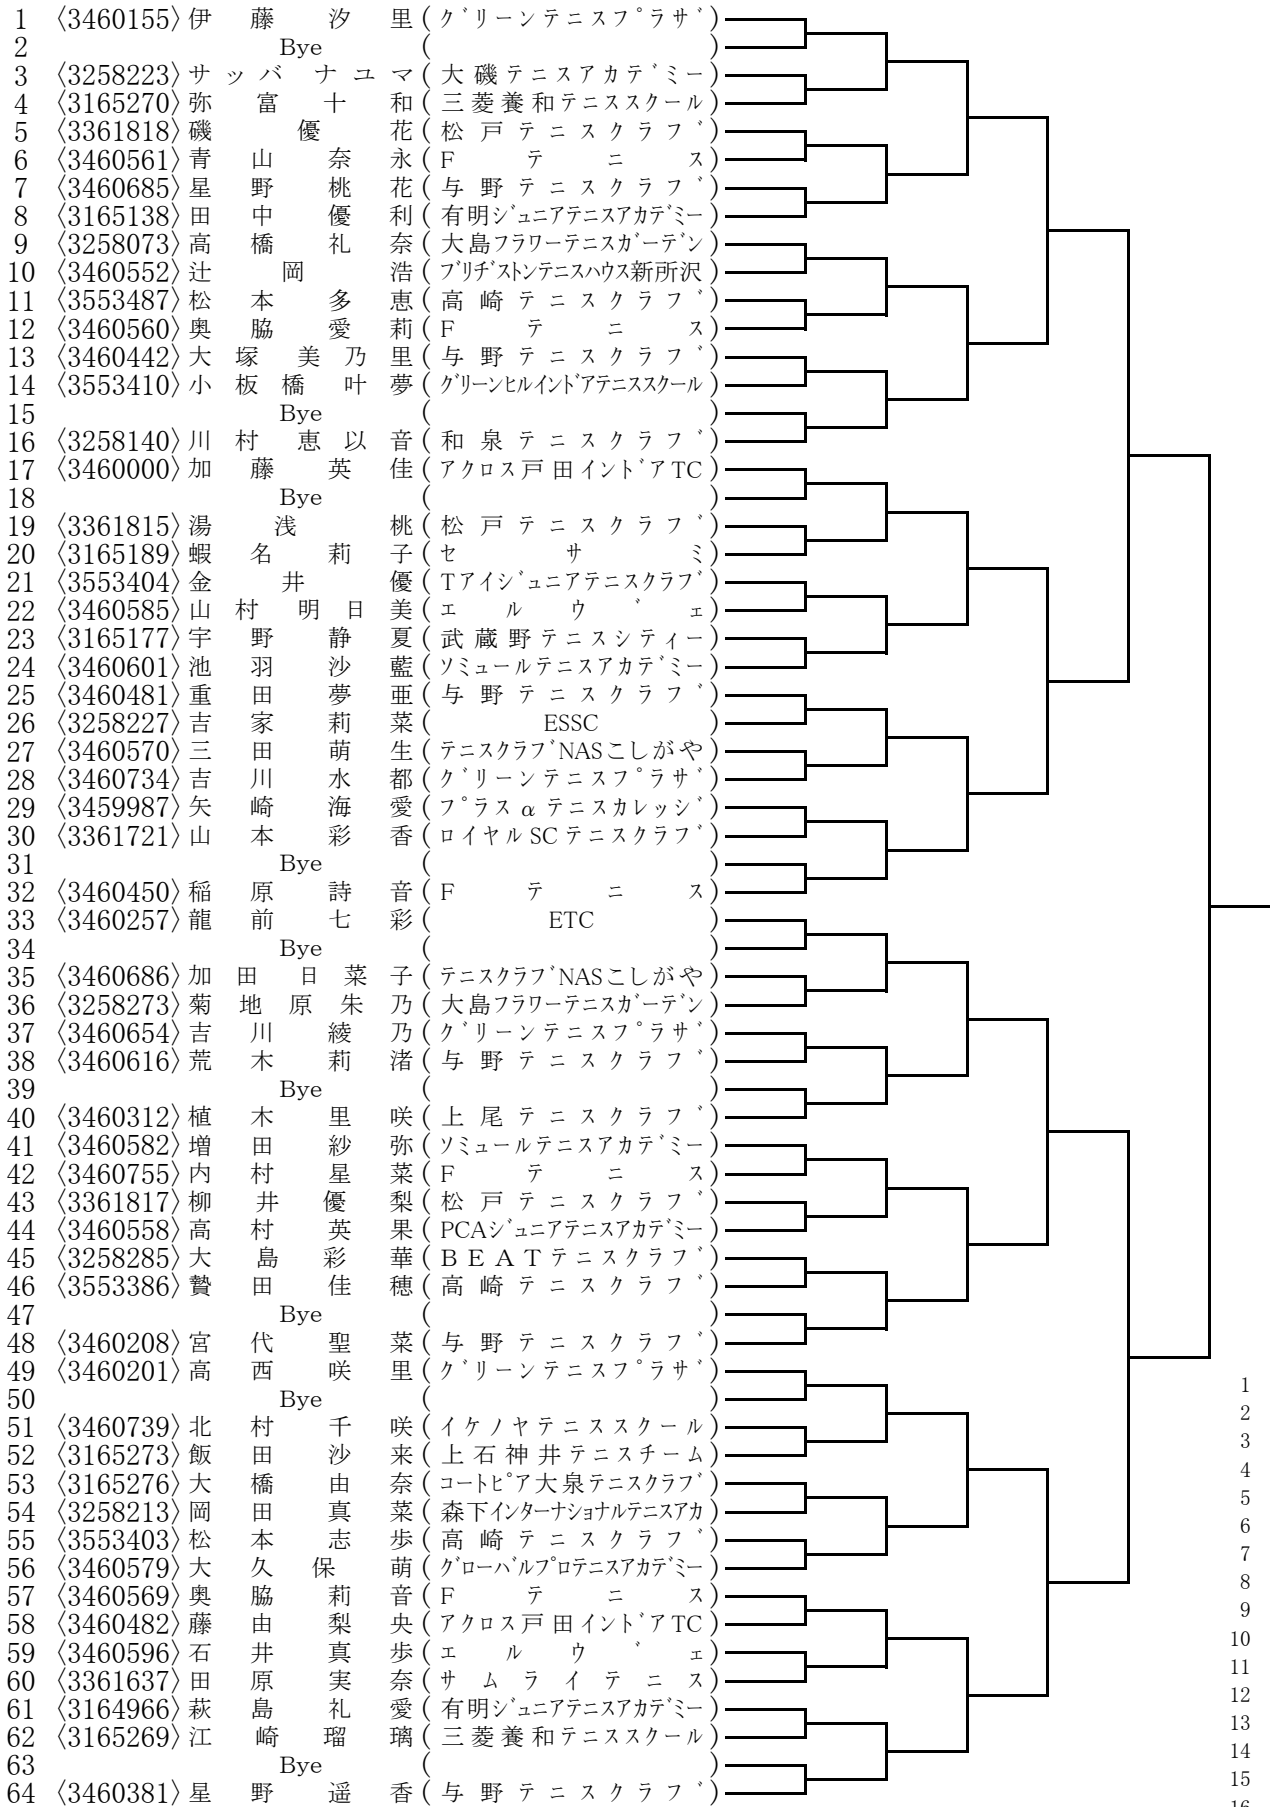 1 〈3460155〉伊藤汐里(グリーンテニスプラザ)
2 Bye ( )
3 〈3258223〉サッバ ナユマ(大磯テニスアカデミー)
4 〈3165270〉弥富十和(三菱養和テニススクール)
5 〈3361818〉磯優花(松戸テニスクラブ)
6 〈3460561〉青山奈永(Fテニス)
7 〈3460685〉星野桃花(与野テニスクラブ)
8 〈3165138〉田中優利(有明ジュニアテニスアカデミー)
9 〈3258073〉高橋礼奈(大島フラワーテニスガーデン)
10 〈3460552〉辻岡浩(ブリヂストンテニスハウス新所沢)
11 〈3553487〉松本多恵(高崎テニスクラブ)
12 〈3460560〉奥脇愛莉(Fテニス)
13 〈3460442〉大塚美乃里(与野テニスクラブ)
14 〈3553410〉小板橋叶夢(グリーンヒルインドアテニススクール)
15 Bye ( )
16 〈3258140〉川村恵以音(和泉テニスクラブ)
17 〈3460000〉加藤英佳(アクロス戸田インドアTC)
18 Bye ( )
19 〈3361815〉湯浅桃(松戸テニスクラブ)
20 〈3165189〉蝦名莉子(セサミ)
21 〈3553404〉金井優(Tアイジュニアテニスクラブ)
22 〈3460585〉山村明日美(エルヴェ)
23 〈3165177〉宇野静夏(武蔵野テニスシティー)
24 〈3460601〉池羽沙藍(ソミュールテニスアカデミー)
25 〈3460481〉重田夢亜(与野テニスクラブ)
26 〈3258227〉吉家莉菜(ESSC)
27 〈3460570〉三田萌生(テニスクラブNASこしがや)
28 〈3460734〉吉川水都(グリーンテニスプラザ)
29 〈3459987〉矢崎海愛(プラスαテニスカレッジ)
30 〈3361721〉山本彩香(ロイヤルSCテニスクラブ)
31 Bye ( )
32 〈3460450〉稲原詩音(Fテニス)
33 〈3460257〉龍前七彩(ETC)
34 Bye ( )
35 〈3460686〉加田日菜子(テニスクラブNASこしがや)
36 〈3258273〉菊地原朱乃(大島フラワーテニスガーデン)
37 〈3460654〉吉川綾乃(グリーンテニスプラザ)
38 〈3460616〉荒木莉渚(与野テニスクラブ)
39 Bye ( )
40 〈3460312〉植木里咲(上尾テニスクラブ)
41 〈3460582〉増田紗弥(ソミュールテニスアカデミー)
42 〈3460755〉内村星菜(Fテニス)
43 〈3361817〉柳井優梨(松戸テニスクラブ)
44 〈3460558〉高村英果(PCAジュニアテニスアカデミー)
45 〈3258285〉大島彩華(BEATテニスクラブ)
46 〈3553386〉贄田佳穂(高崎テニスクラブ)
47 Bye ( )
48 〈3460208〉宮代聖菜(与野テニスクラブ)
49 〈3460201〉高西咲里(グリーンテニスプラザ)
50 Bye ( )
51 〈3460739〉北村千咲(イケノヤテニススクール)
52 〈3165273〉飯田沙来(上石神井テニスチーム)
53 〈3165276〉大橋由奈(コートピア大泉テニスクラブ)
54 〈3258213〉岡田真菜(森下インターナショナルテニスアカ)
55 〈3553403〉松本志歩(高崎テニスクラブ)
56 〈3460579〉大久保萌(グローバルプロテニスアカデミー)
57 〈3460569〉奥脇莉音(Fテニス)
58 〈3460482〉藤由梨央(アクロス戸田インドアTC)
59 〈3460596〉石井真歩(エルヴェ)
60 〈3361637〉田原実奈(サムライテニス)
61 〈3164966〉萩島礼愛(有明ジュニアテニスアカデミー)
62 〈3165269〉江崎瑠璃(三菱養和テニススクール)
63 Bye ( )
64 〈3460381〉星野遥香(与野テニスクラブ)
1
2
3
4
5
6
7
8
9
10
11
12
13
14
15
16